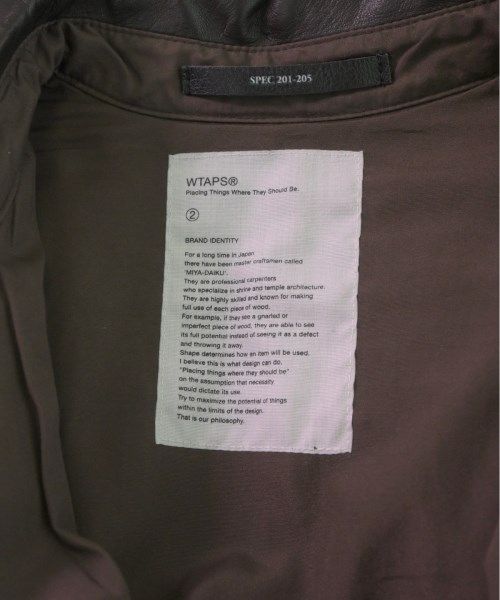 SPEC 201-205
WTAPS®
Placing Things Where They Should Be.
②
BRAND IDENTITY
For a long time in Japan
there have been master craftsmen called
'MIYA-DAIKU'.
They are professional carpenters
who specialize in shrine and temple architecture.
They are highly skilled and known for making
full use of each piece of wood.
For example, if they see a gnarled or
imperfect piece of wood, they are able to see
its full potential instead of seeing it as a defect
and throwing it away.
Shape determines how an item will be used.
I believe this is what design can do.
"Placing things where they should be"
on the assumption that necessity
would dictate its use.
Try to maximize the potential of things
within the limits of the design.
That is our philosophy.